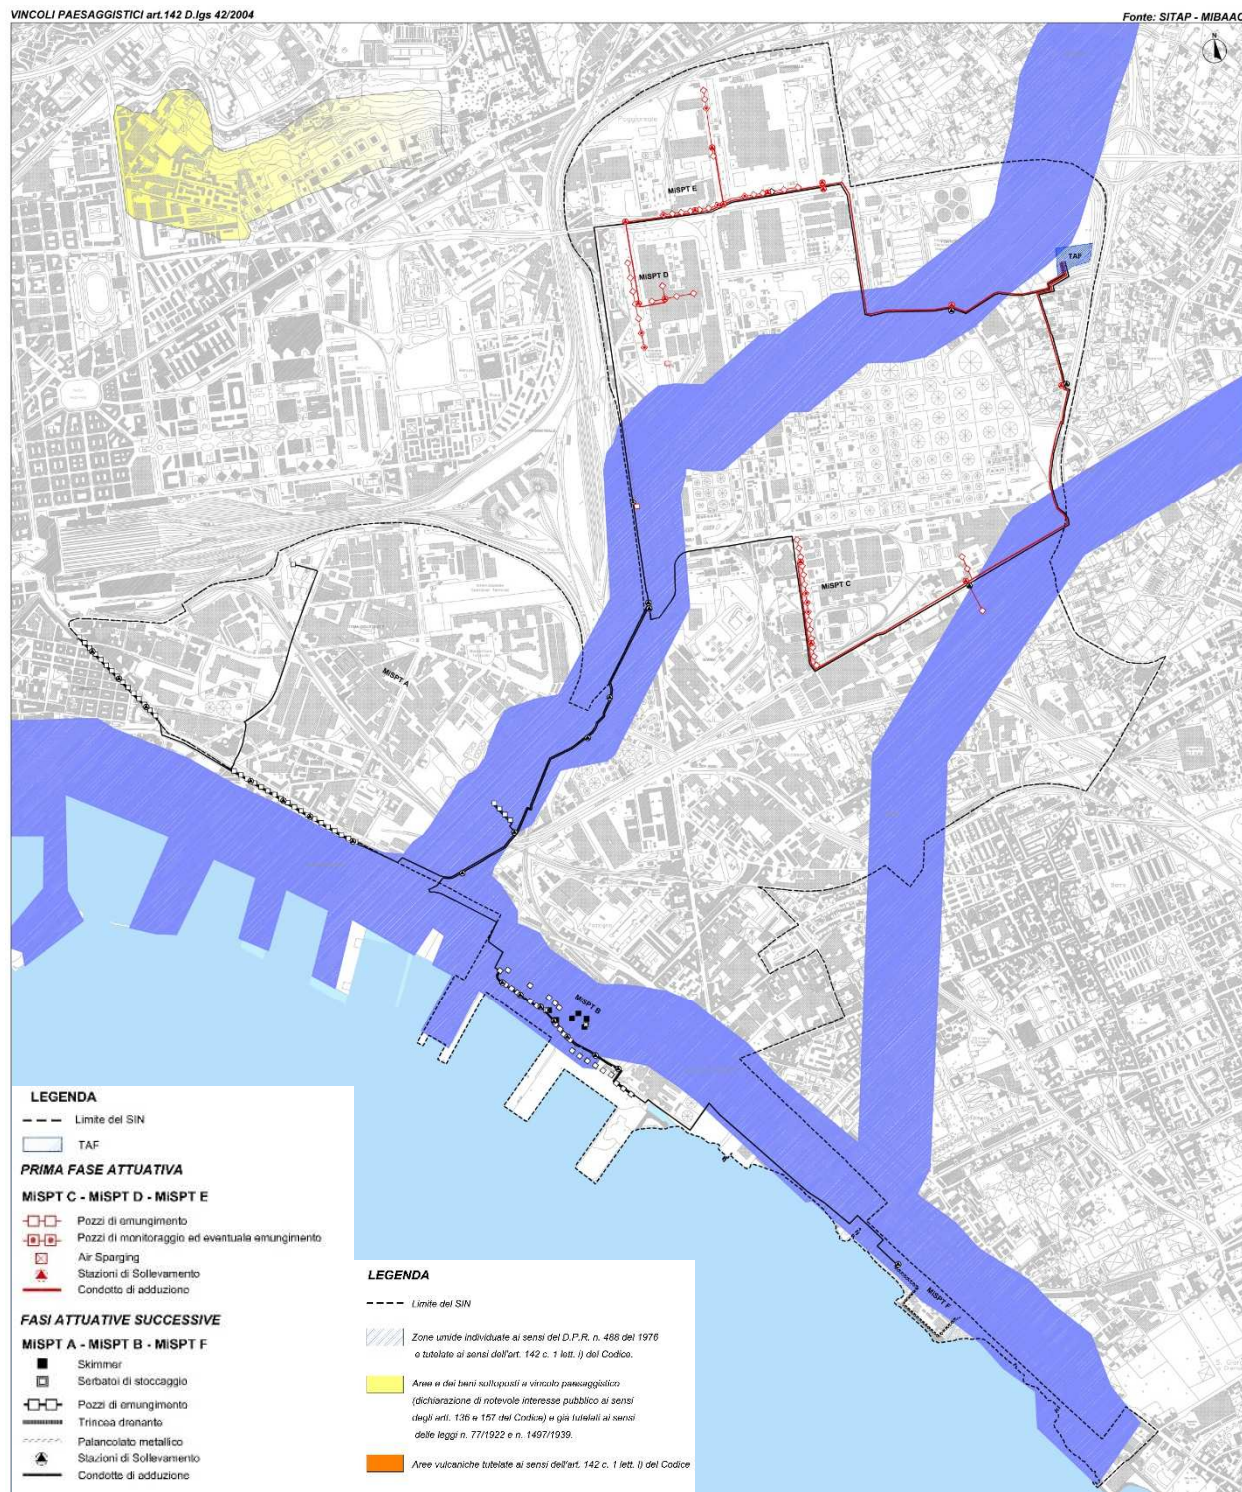 VINCOLI PAESAGGISTICI art.142 D.lgs 42/2004
Fonte: SITAP - MIBAAC
N
MiSPT E
MiSPT D
TAF
MiSPT C
MiSPT A
MiSPT B
MiSPT F
LEGENDA
Limite del SIN
TAF
PRIMA FASE ATTUATIVA
MiSPT C - MiSPT D - MiSPT E
Pozzi di emungimento
Pozzi di monitoraggio ed eventuale emungimento
Air Sparging
Stazioni di Sollevamento
Condotte di adduzione
FASI ATTUATIVE SUCCESSIVE
MiSPT A - MiSPT B - MiSPT F
Skimmer
Serbatoi di stoccaggio
Pozzi di emungimento
Trincea drenante
Palancolato metallico
Stazioni di Sollevamento
Condotte di adduzione
LEGENDA
Limite del SIN
Zone umide individuate ai sensi del D.P.R. n. 488 del 1976
e tutelate ai sensi dell'art. 142 c. 1 lett. i) del Codice.
Aree e dei beni sottoposti a vincolo paesaggistico
(dichiarazione di notevole interesse pubblico ai sensi
degli artt. 136 e 157 del Codice) e già tutelati ai sensi
delle leggi n. 77/1922 e n. 1497/1939.
Aree vulcaniche tutelate ai sensi dell'art. 142 c. 1 lett. l) del Codice